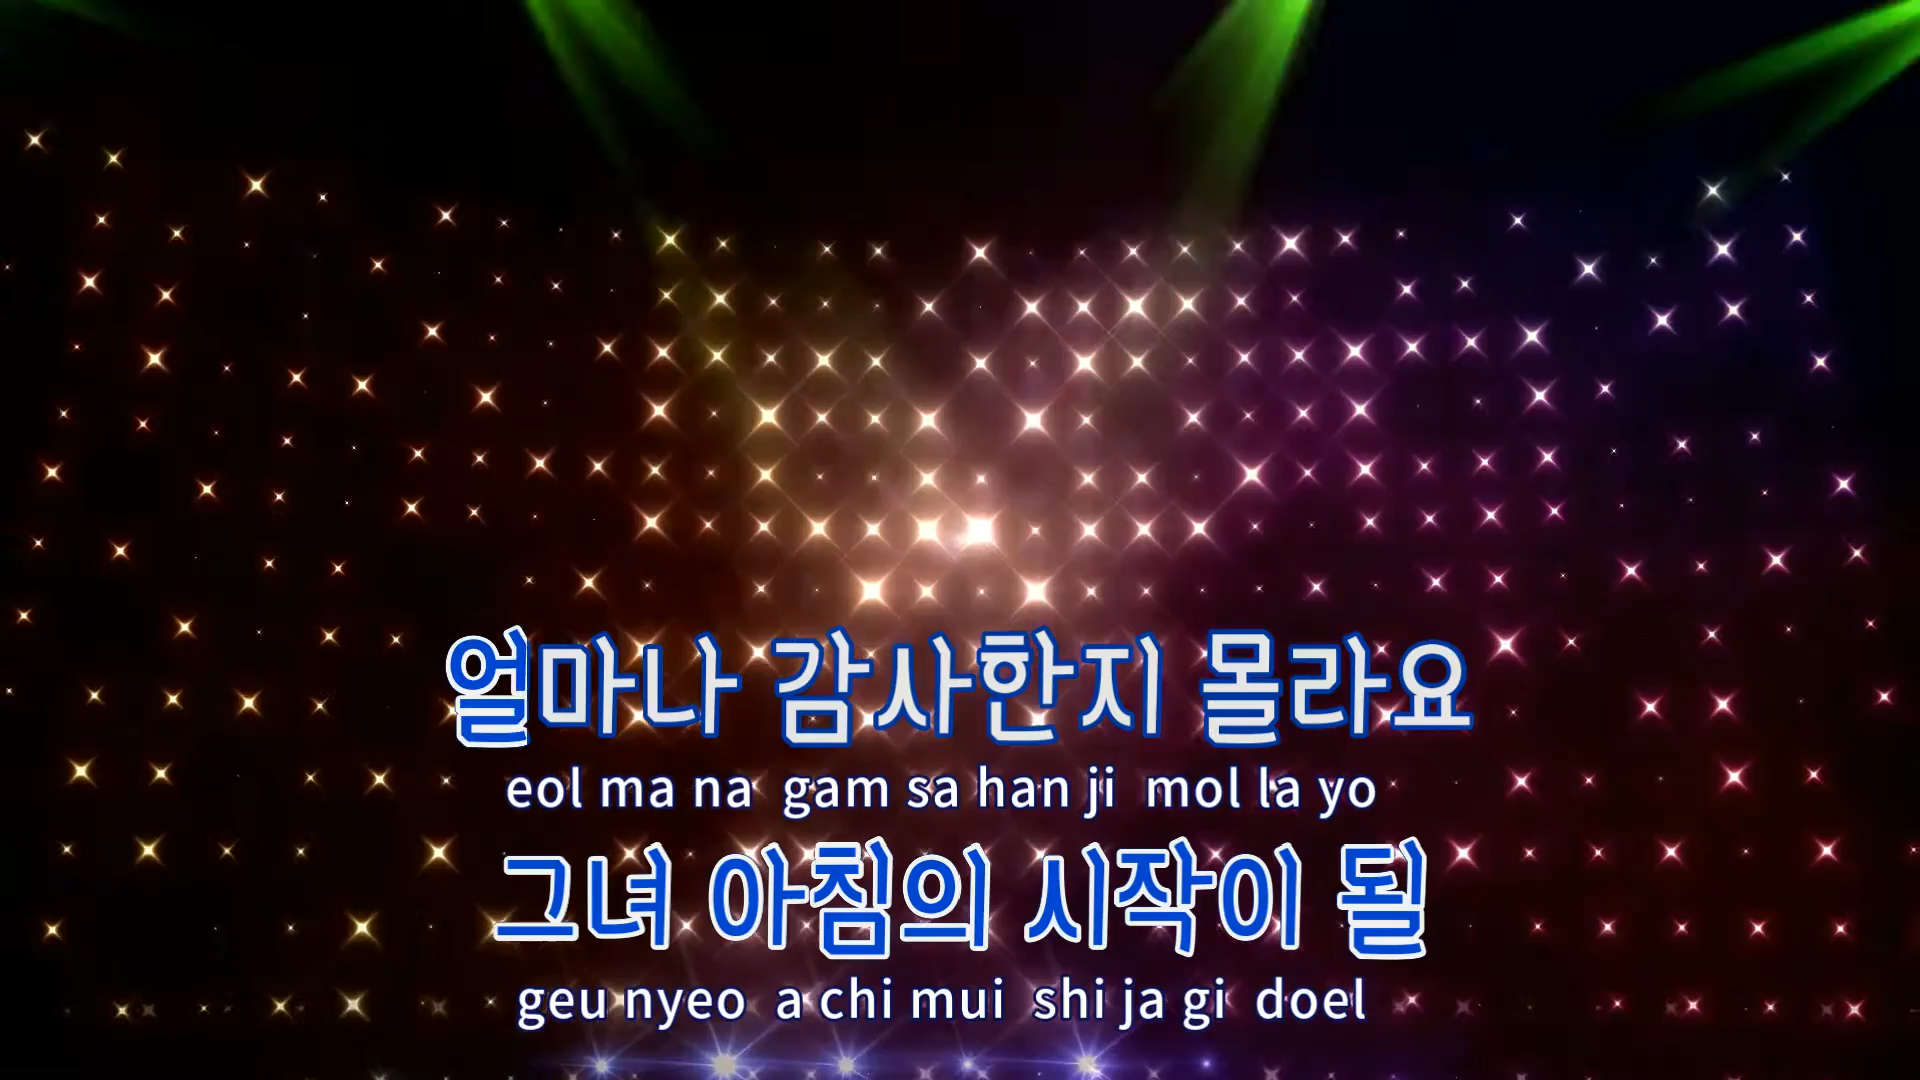 얼마나 감사한지 몰라요
eol ma na gam sa han ji mol la yo
그녀 아침의 시작이 될
geu nyeo a chi mui shi ja gi doel